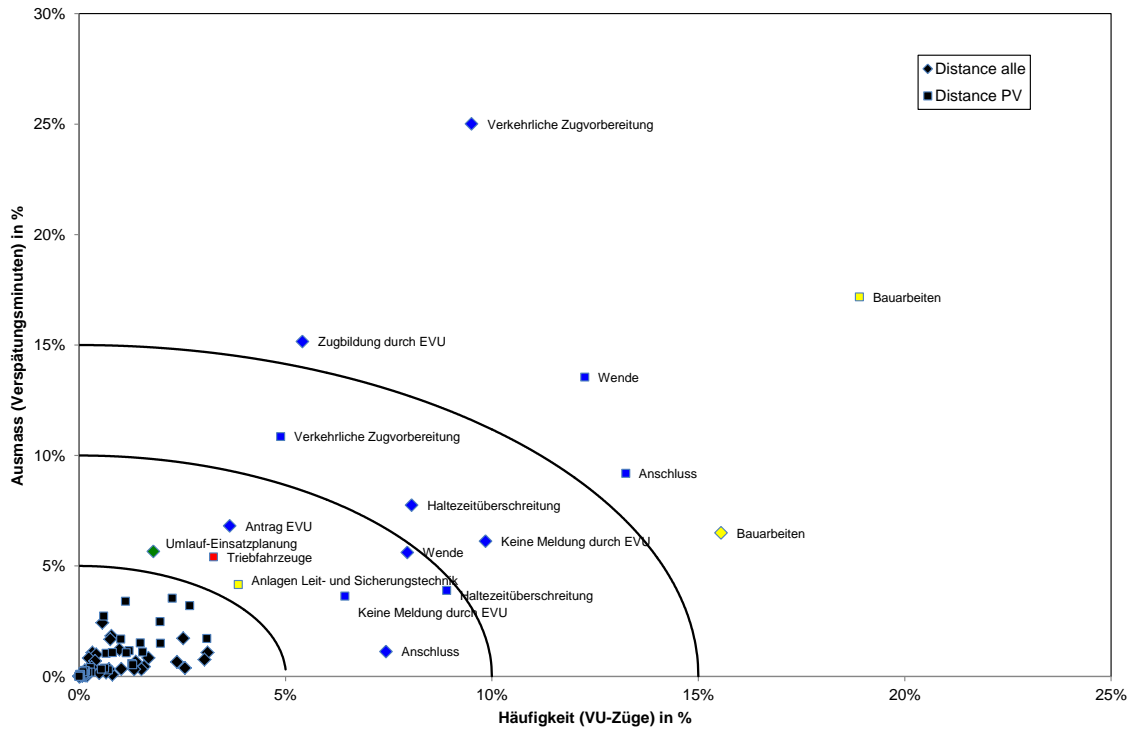 30%
25%
20%
15%
10%
5%
0%
Ausmass (Verspätungsminuten) in %
Distance alle
Distance PV
Verkehrliche Zugvorbereitung
Bauarbeiten
Zugbildung durch EVU
Wende
Verkehrliche Zugvorbereitung
Anschluss
Haltezeitüberschreitung
Antrag EVU
Keine Meldung durch EVU
Bauarbeiten
Umlauf-Einsatzplanung
Triebfahrzeuge
Wende
Anlagen Leit- und Sicherungstechnik
Haltezeitüberschreitung
Keine Meldung durch EVU
Anschluss
0%
5%
10%
15%
20%
25%
Häufigkeit (VU-Züge) in %